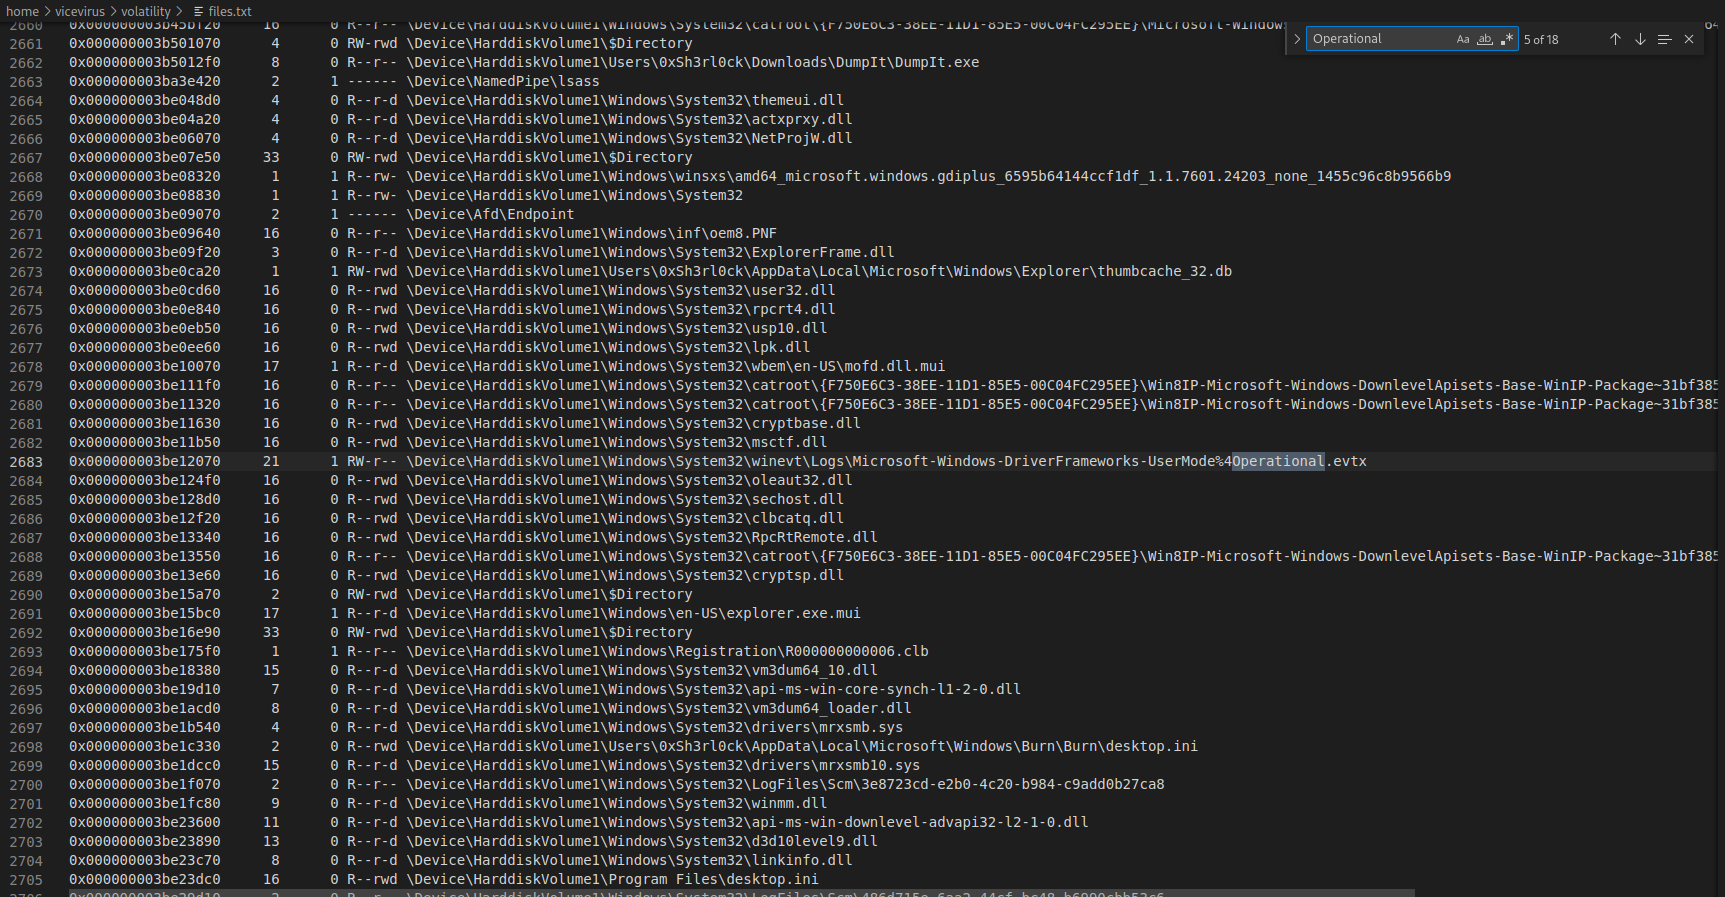 home > vicevirus > volatility > files.txt
Operational Aa ab 5 of 18
2660 0x000000003b45bf20 16 0 R--r-- \Device\HarddiskVolume1\Windows\System32\catroot\{F750E6C3-38EE-11D1-85E5-00C04FC295EE}\Microsoft-Window
2661 0x000000003b501070 4 0 RW-rwd \Device\HarddiskVolume1\$Directory
2662 0x000000003b5012f0 8 0 R--r-- \Device\HarddiskVolume1\Users\0xSh3rl0ck\Downloads\DumpIt\DumpIt.exe
2663 0x000000003ba3e420 2 1 ------ \Device\NamedPipe\lsass
2664 0x000000003be048d0 4 0 R--r-d \Device\HarddiskVolume1\Windows\System32\themeui.dll
2665 0x000000003be04a20 4 0 R--r-d \Device\HarddiskVolume1\Windows\System32\actxprxy.dll
2666 0x000000003be06070 4 0 R--r-d \Device\HarddiskVolume1\Windows\System32\NetProjW.dll
2667 0x000000003be07e50 33 0 RW-rwd \Device\HarddiskVolume1\$Directory
2668 0x000000003be08320 1 1 R--rw- \Device\HarddiskVolume1\Windows\winsxs\amd64_microsoft.windows.gdiplus_6595b64144ccf1df_1.1.7601.24203_none_1455c96c8b9566b9
2669 0x000000003be08830 1 1 R--rw- \Device\HarddiskVolume1\Windows\System32
2670 0x000000003be09070 2 1 ------ \Device\Afd\Endpoint
2671 0x000000003be09640 16 0 R--r-- \Device\HarddiskVolume1\Windows\inf\oem8.PNF
2672 0x000000003be09f20 3 0 R--r-d \Device\HarddiskVolume1\Windows\System32\ExplorerFrame.dll
2673 0x000000003be0ca20 1 1 RW-rwd \Device\HarddiskVolume1\Users\0xSh3rl0ck\AppData\Local\Microsoft\Windows\Explorer\thumbcache_32.db
2674 0x000000003be0cd60 16 0 R--rwd \Device\HarddiskVolume1\Windows\System32\user32.dll
2675 0x000000003be0e840 16 0 R--rwd \Device\HarddiskVolume1\Windows\System32\rpcrt4.dll
2676 0x000000003be0eb50 16 0 R--rwd \Device\HarddiskVolume1\Windows\System32\usp10.dll
2677 0x000000003be0ee60 16 0 R--rwd \Device\HarddiskVolume1\Windows\System32\lpk.dll
2678 0x000000003be10070 17 1 R--r-d \Device\HarddiskVolume1\Windows\System32\wbem\en-US\mofd.dll.mui
2679 0x000000003be111f0 16 0 R--r-- \Device\HarddiskVolume1\Windows\System32\catroot\{F750E6C3-38EE-11D1-85E5-00C04FC295EE}\Win8IP-Microsoft-Windows-DownlevelApisets-Base-WinIP-Package~31bf385
2680 0x000000003be11320 16 0 R--r-- \Device\HarddiskVolume1\Windows\System32\catroot\{F750E6C3-38EE-11D1-85E5-00C04FC295EE}\Win8IP-Microsoft-Windows-DownlevelApisets-Base-WinIP-Package~31bf385
2681 0x000000003be11630 16 0 R--rwd \Device\HarddiskVolume1\Windows\System32\cryptbase.dll
2682 0x000000003be11b50 16 0 R--rwd \Device\HarddiskVolume1\Windows\System32\msctf.dll
2683 0x000000003be12070 21 1 RW-r-- \Device\HarddiskVolume1\Windows\System32\winevt\Logs\Microsoft-Windows-DriverFrameworks-UserMode%4Operational.evtx
2684 0x000000003be124f0 16 0 R--rwd \Device\HarddiskVolume1\Windows\System32\oleaut32.dll
2685 0x000000003be128d0 16 0 R--rwd \Device\HarddiskVolume1\Windows\System32\sechost.dll
2686 0x000000003be12f20 16 0 R--rwd \Device\HarddiskVolume1\Windows\System32\clbcatq.dll
2687 0x000000003be13340 16 0 R--rwd \Device\HarddiskVolume1\Windows\System32\RpcRtRemote.dll
2688 0x000000003be13550 16 0 R--r-- \Device\HarddiskVolume1\Windows\System32\catroot\{F750E6C3-38EE-11D1-85E5-00C04FC295EE}\Win8IP-Microsoft-Windows-DownlevelApisets-Base-WinIP-Package~31bf385
2689 0x000000003be13e60 16 0 R--rwd \Device\HarddiskVolume1\Windows\System32\cryptsp.dll
2690 0x000000003be15a70 2 0 RW-rwd \Device\HarddiskVolume1\$Directory
2691 0x000000003be15bc0 17 1 R--r-d \Device\HarddiskVolume1\Windows\en-US\explorer.exe.mui
2692 0x000000003be16e90 33 0 RW-rwd \Device\HarddiskVolume1\$Directory
2693 0x000000003be175f0 1 1 R--r-- \Device\HarddiskVolume1\Windows\Registration\R000000000006.clb
2694 0x000000003be18380 15 0 R--r-d \Device\HarddiskVolume1\Windows\System32\vm3dum64_10.dll
2695 0x000000003be19d10 7 0 R--r-d \Device\HarddiskVolume1\Windows\System32\api-ms-win-core-synch-l1-2-0.dll
2696 0x000000003be1acd0 8 0 R--r-d \Device\HarddiskVolume1\Windows\System32\vm3dum64_loader.dll
2697 0x000000003be1b540 4 0 R--r-d \Device\HarddiskVolume1\Windows\System32\drivers\mrxsmb.sys
2698 0x000000003be1c330 2 0 R--rwd \Device\HarddiskVolume1\Users\0xSh3rl0ck\AppData\Local\Microsoft\Windows\Burn\Burn\desktop.ini
2699 0x000000003be1dcc0 15 0 R--r-d \Device\HarddiskVolume1\Windows\System32\drivers\mrxsmb10.sys
2700 0x000000003be1f070 2 0 R--r-- \Device\HarddiskVolume1\Windows\System32\LogFiles\Scm\3e8723cd-e2b0-4c20-b984-c9add0b27ca8
2701 0x000000003be1fc80 9 0 R--r-d \Device\HarddiskVolume1\Windows\System32\winmm.dll
2702 0x000000003be23600 11 0 R--r-d \Device\HarddiskVolume1\Windows\System32\api-ms-win-downlevel-advapi32-l2-1-0.dll
2703 0x000000003be23890 13 0 R--r-d \Device\HarddiskVolume1\Windows\System32\d3d10level9.dll
2704 0x000000003be23c70 8 0 R--r-d \Device\HarddiskVolume1\Windows\System32\linkinfo.dll
2705 0x000000003be23dc0 16 0 R--rwd \Device\HarddiskVolume1\Program Files\desktop.ini